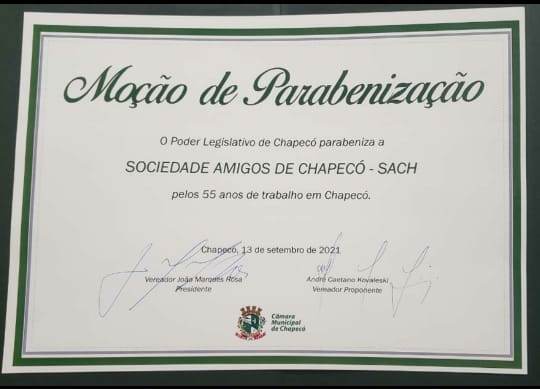 Moção de Parabenização
O Poder Legislativo de Chapecó parabeniza a
SOCIEDADE AMIGOS DE CHAPECÓ - SACH
pelos 55 anos de trabalho em Chapecó.
Chapecó, 13 de setembro de 2021
Vereador João Marques Rosa
Presidente
André Caetano Kovaleski
Vereador Proponente
Câmara
Municipal
de Chapecó